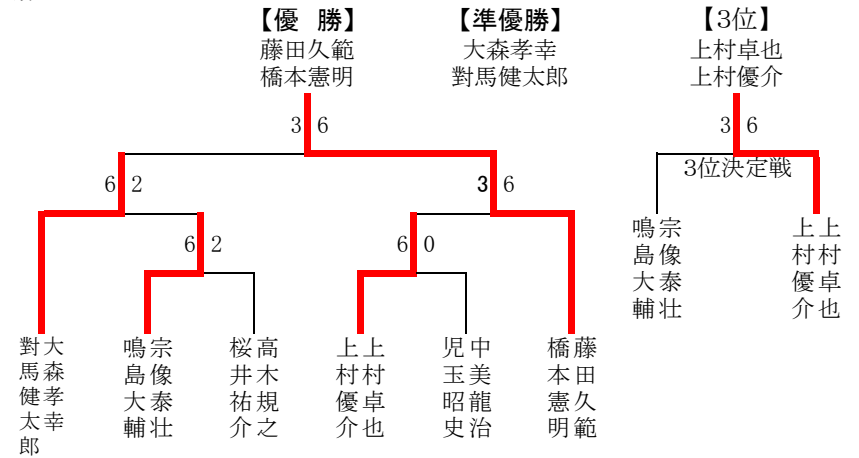 【優　勝】
藤田久範
橋本憲明
【準優勝】
大森孝幸
對馬健太郎
【3位】
上村卓也
上村優介
3 6
3 6
3位決定戦
6 2
3 6
6 2
6 0
宗像泰壮
鳴島大輔
上村卓也
上村優介
大森孝幸
對馬健太郎
宗像泰壮
鳴島大輔
高木規之
桜井祐介
上村卓也
上村優介
中美龍治
児玉昭史
藤田久範
橋本憲明